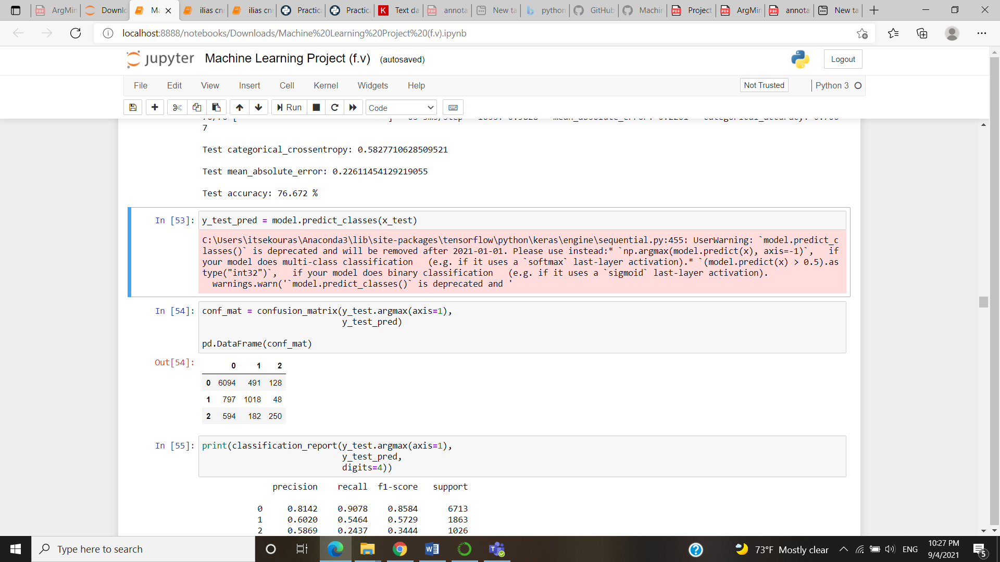 ArgMin
Downlo
Ma
ilias cnn
ilias cnn
Practica
Practica
Text da
annota
New ta
python
GitHub
Machin
Project
ArgMin
annota
New ta
localhost:8888/notebooks/Downloads/Machine%20Learning%20Project%20(f.v).ipynb
jupyter Machine Learning Project (f.v) (autosaved)
Logout
File Edit View Insert Cell Kernel Widgets Help
Not Trusted
Python 3
Run
Code
7
Test categorical_crossentropy: 0.5827710628509521
Test mean_absolute_error: 0.22611454129219055
Test accuracy: 76.672 %
In [53]: y_test_pred = model.predict_classes(x_test)
C:\Users\itsekouras\Anaconda3\lib\site-packages\tensorflow\python\keras\engine\sequential.py:455: UserWarning: `model.predict_c
lasses()` is deprecated and will be removed after 2021-01-01. Please use instead:* `np.argmax(model.predict(x), axis=-1)`,   if
your model does multi-class classification   (e.g. if it uses a `softmax` last-layer activation).* `(model.predict(x) > 0.5).as
type("int32")`,   if your model does binary classification   (e.g. if it uses a `sigmoid` last-layer activation).
warnings.warn('`model.predict_classes()` is deprecated and '
In [54]: conf_mat = confusion_matrix(y_test.argmax(axis=1),
y_test_pred)
pd.DataFrame(conf_mat)
Out[54]:
0 1 2
0 6094 491 128
1 797 1018 48
2 594 182 250
In [55]: print(classification_report(y_test.argmax(axis=1),
y_test_pred,
digits=4))
precision recall f1-score support
0 0.8142 0.9078 0.8584 6713
1 0.6020 0.5464 0.5729 1863
2 0.5869 0.2437 0.3444 1026
Type here to search
73°F Mostly clear
ENG
10:27 PM
9/4/2021
5